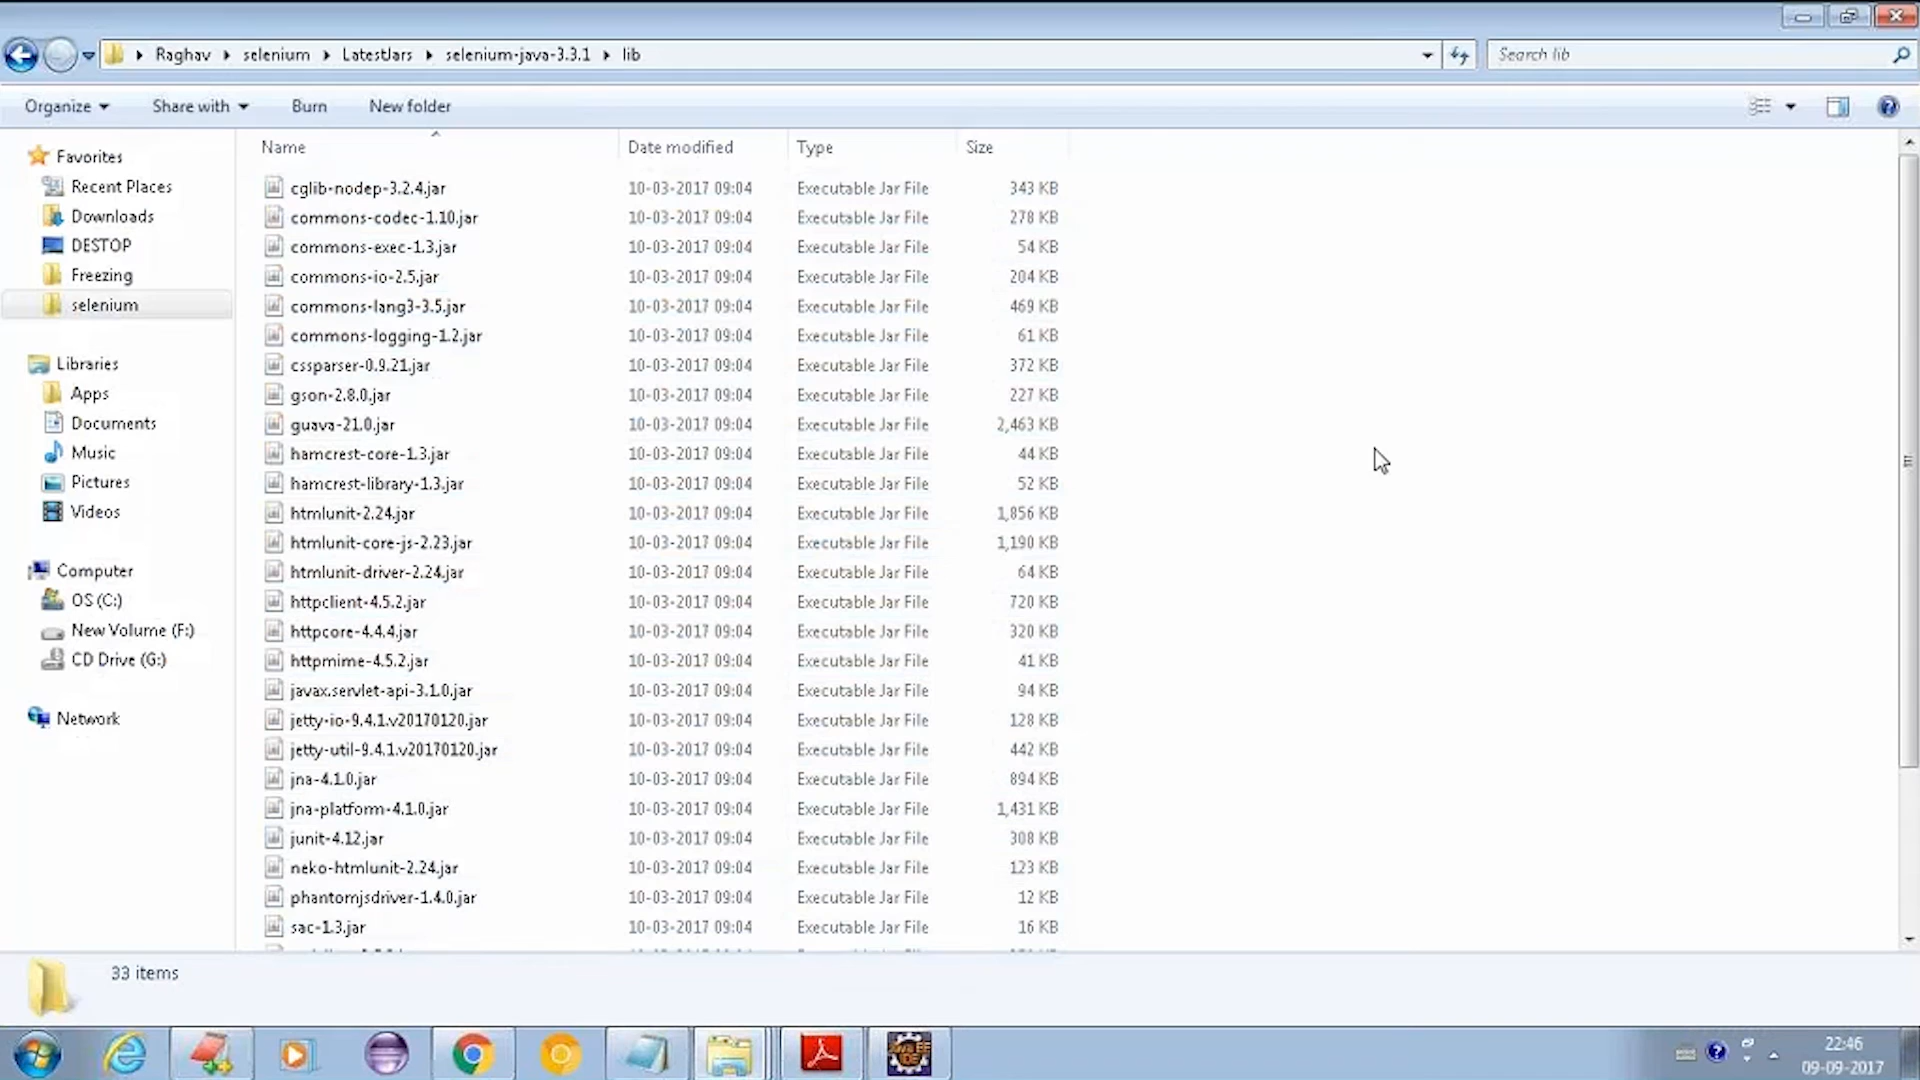 Raghav selenium LatestJars selenium-java-3.3.1 lib
Search lib
Organize Share with Burn New folder
Name Date modified Type Size
Favorites
Recent Places
Downloads
DESTOP
Freezing
selenium
Libraries
Apps
Documents
Music
Pictures
Videos
Computer
OS (C:)
New Volume (F:)
CD Drive (G:)
Network
cglib-nodep-3.2.4.jar 10-03-2017 09:04 Executable Jar File 343 KB
commons-codec-1.10.jar 10-03-2017 09:04 Executable Jar File 278 KB
commons-exec-1.3.jar 10-03-2017 09:04 Executable Jar File 54 KB
commons-io-2.5.jar 10-03-2017 09:04 Executable Jar File 204 KB
commons-lang3-3.5.jar 10-03-2017 09:04 Executable Jar File 469 KB
commons-logging-1.2.jar 10-03-2017 09:04 Executable Jar File 61 KB
cssparser-0.9.21.jar 10-03-2017 09:04 Executable Jar File 372 KB
gson-2.8.0.jar 10-03-2017 09:04 Executable Jar File 227 KB
guava-21.0.jar 10-03-2017 09:04 Executable Jar File 2,463 KB
hamcrest-core-1.3.jar 10-03-2017 09:04 Executable Jar File 44 KB
hamcrest-library-1.3.jar 10-03-2017 09:04 Executable Jar File 52 KB
htmlunit-2.24.jar 10-03-2017 09:04 Executable Jar File 1,856 KB
htmlunit-core-js-2.23.jar 10-03-2017 09:04 Executable Jar File 1,190 KB
htmlunit-driver-2.24.jar 10-03-2017 09:04 Executable Jar File 64 KB
httpclient-4.5.2.jar 10-03-2017 09:04 Executable Jar File 720 KB
httpcore-4.4.4.jar 10-03-2017 09:04 Executable Jar File 320 KB
httpmime-4.5.2.jar 10-03-2017 09:04 Executable Jar File 41 KB
javax.servlet-api-3.1.0.jar 10-03-2017 09:04 Executable Jar File 94 KB
jetty-io-9.4.1.v20170120.jar 10-03-2017 09:04 Executable Jar File 128 KB
jetty-util-9.4.1.v20170120.jar 10-03-2017 09:04 Executable Jar File 442 KB
jna-4.1.0.jar 10-03-2017 09:04 Executable Jar File 894 KB
jna-platform-4.1.0.jar 10-03-2017 09:04 Executable Jar File 1,431 KB
junit-4.12.jar 10-03-2017 09:04 Executable Jar File 308 KB
neko-htmlunit-2.24.jar 10-03-2017 09:04 Executable Jar File 123 KB
phantomjsdriver-1.4.0.jar 10-03-2017 09:04 Executable Jar File 12 KB
sac-1.3.jar 10-03-2017 09:04 Executable Jar File 16 KB
33 items
Java EE
IDE
22:46
09-09-2017